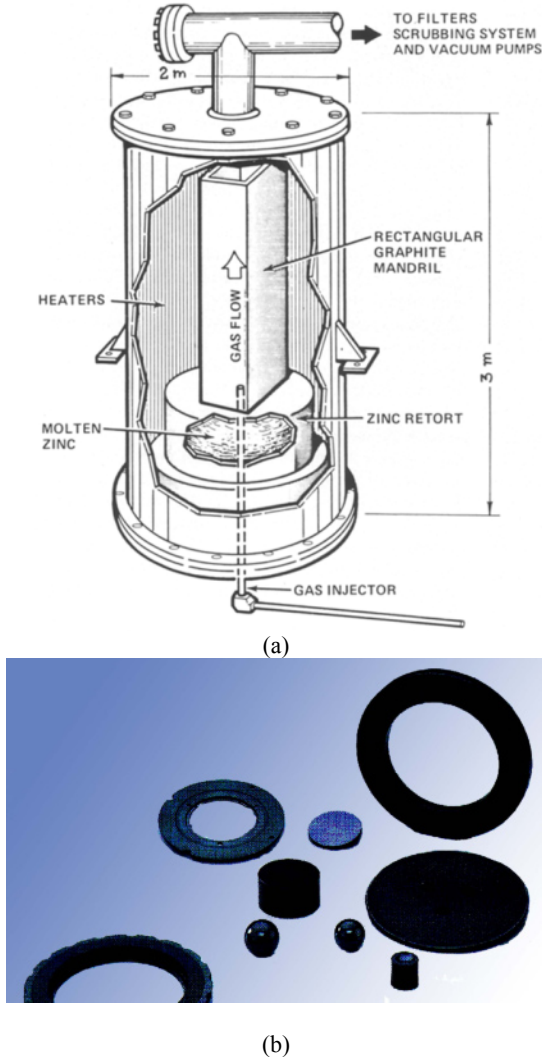 TO FILTERS
SCRUBBING SYSTEM
AND VACUUM PUMPS
2 m
RECTANGULAR
GRAPHITE
MANDRIL
HEATERS
GAS FLOW
3 m
MOLTEN
ZINC
ZINC RETORT
GAS INJECTOR
(a)
(b)